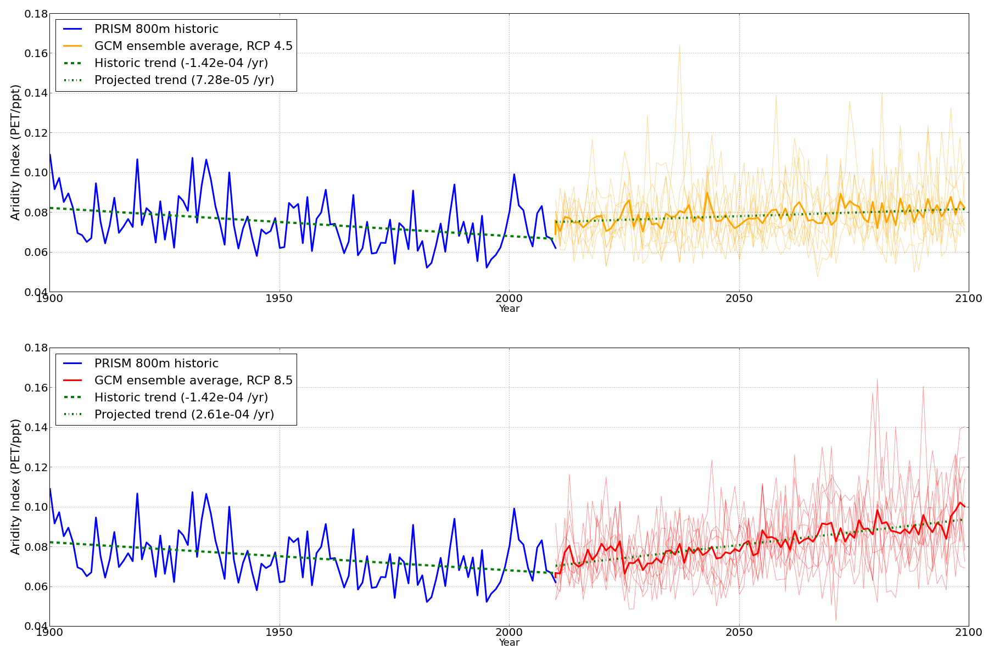 0.18
0.16
0.14
0.12
0.10
0.08
0.06
0.04
Aridity Index (PET/ppt)
PRISM 800m historic
GCM ensemble average, RCP 4.5
Historic trend (-1.42e-04 /yr)
Projected trend (7.28e-05 /yr)
1900 1950 2000 2050 2100
Year
0.18
0.16
0.14
0.12
0.10
0.08
0.06
0.04
Aridity Index (PET/ppt)
PRISM 800m historic
GCM ensemble average, RCP 8.5
Historic trend (-1.42e-04 /yr)
Projected trend (2.61e-04 /yr)
1900 1950 2000 2050 2100
Year